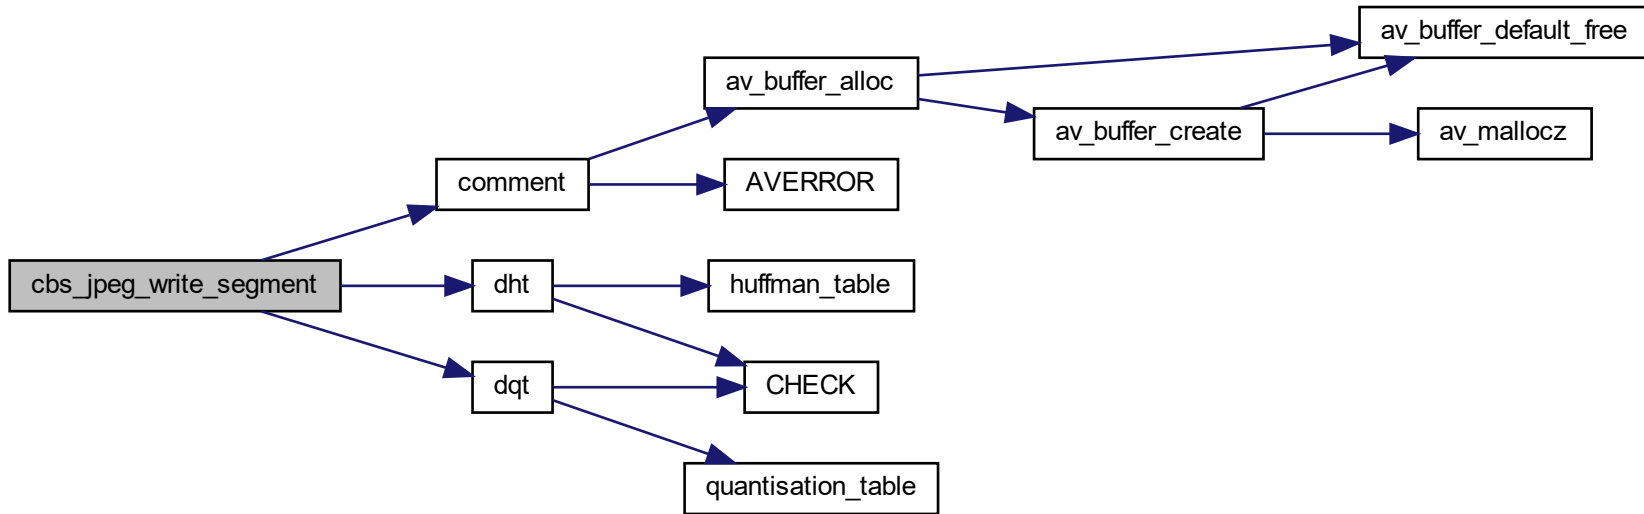 av_buffer_default_free
av_buffer_alloc
av_buffer_create
av_mallocz
comment
AVERROR
cbs_jpeg_write_segment
dht
huffman_table
dqt
CHECK
quantisation_table